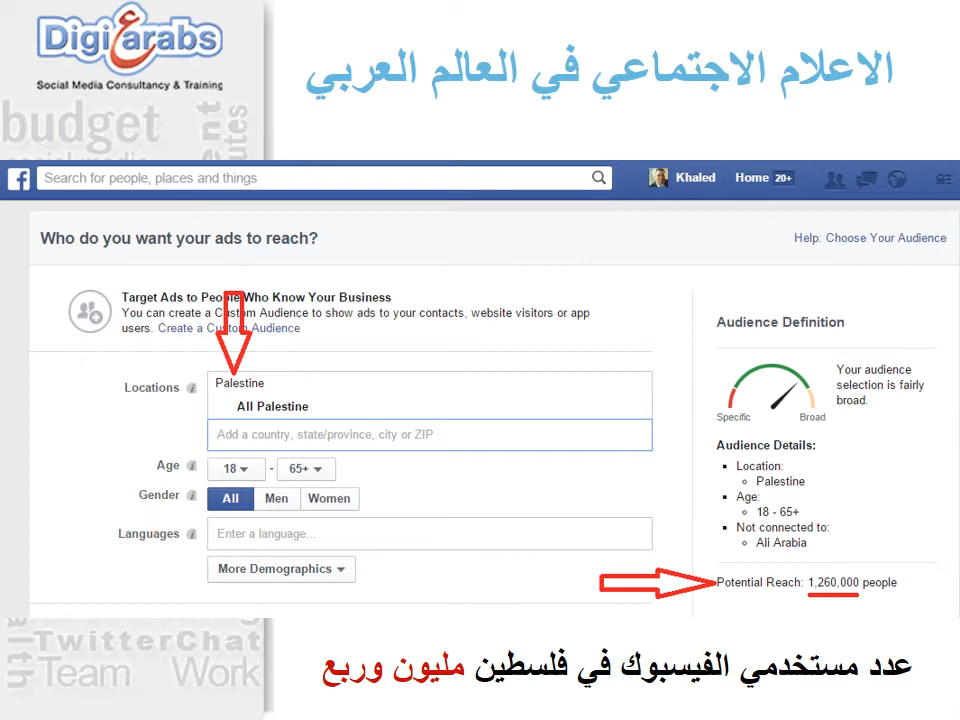 Digi arabs
Social Media Consultancy & Training
الاعلام الاجتماعي في العالم العربي
budget
social media
Search for people, places and things
Khaled
Home 20+
Who do you want your ads to reach?
Help: Choose Your Audience
Target Ads to People Who Know Your Business
You can create a Custom Audience to show ads to your contacts, website visitors or app
users. Create a Custom Audience
Locations
Palestine
All Palestine
Add a country, state/province, city or ZIP
Age
18 - 65+
Gender
All Men Women
Languages
Enter a language...
More Demographics
Audience Definition
Your audience
selection is fairly
broad.
Specific
Broad
Audience Details:
Location:
Palestine
Age:
18 - 65+
Not connected to:
Ali Arabia
Potential Reach: 1,260,000 people
TwitterChat
Team Work
عدد مستخدمي الفيسبوك في فلسطين مليون وربع